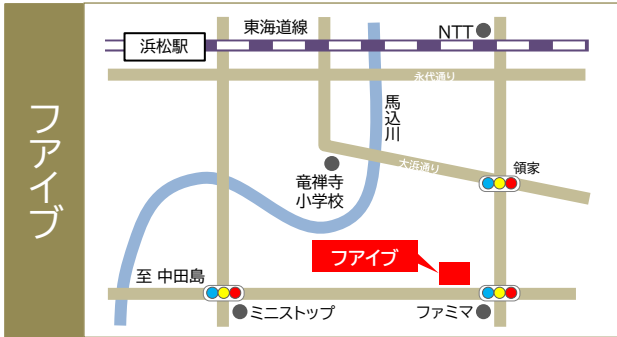 フアイブ
東海道線
NTT
浜松駅
永代通り
馬込川
大浜通り
領家
竜禅寺
小学校
フアイブ
至 中田島
ミニストップ
ファミマ